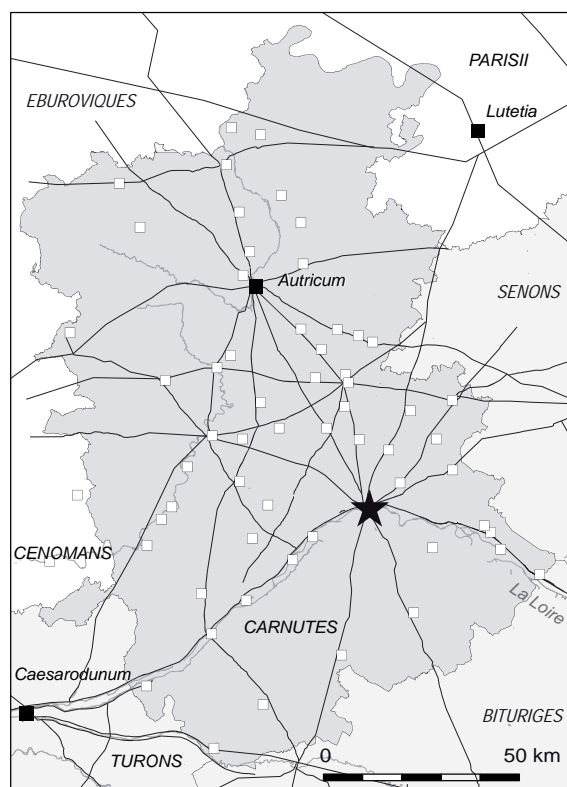 PARISII
EBUROVIQUES
Lutetia
Autricum
SENONS
CENOMANS
La Loire
CARNUTES
Caesarodunum
BITURIGES
TURONS
0 50 km